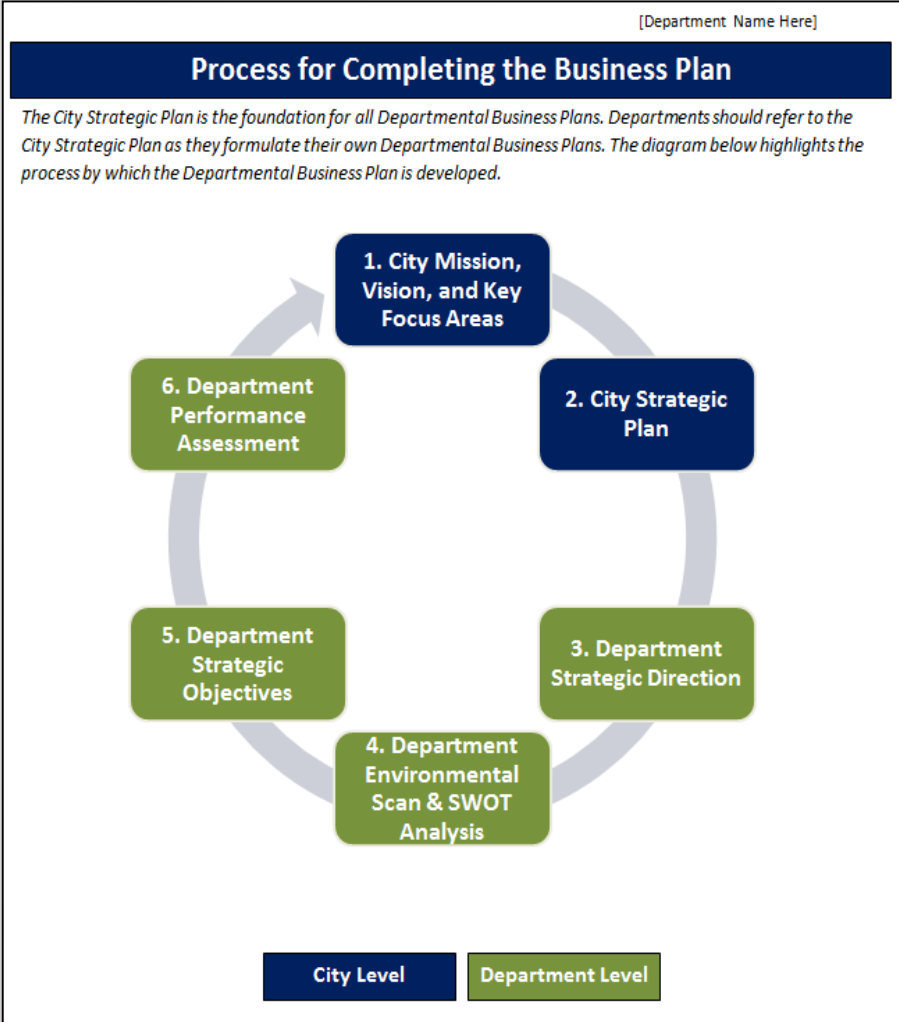 [Department Name Here]
Process for Completing the Business Plan
The City Strategic Plan is the foundation for all Departmental Business Plans. Departments should refer to the
City Strategic Plan as they formulate their own Departmental Business Plans. The diagram below highlights the
process by which the Departmental Business Plan is developed.
1. City Mission,
Vision, and Key
Focus Areas
2. City Strategic
Plan
3. Department
Strategic Direction
4. Department
Environmental
Scan & SWOT
Analysis
5. Department
Strategic
Objectives
6. Department
Performance
Assessment
City Level
Department Level